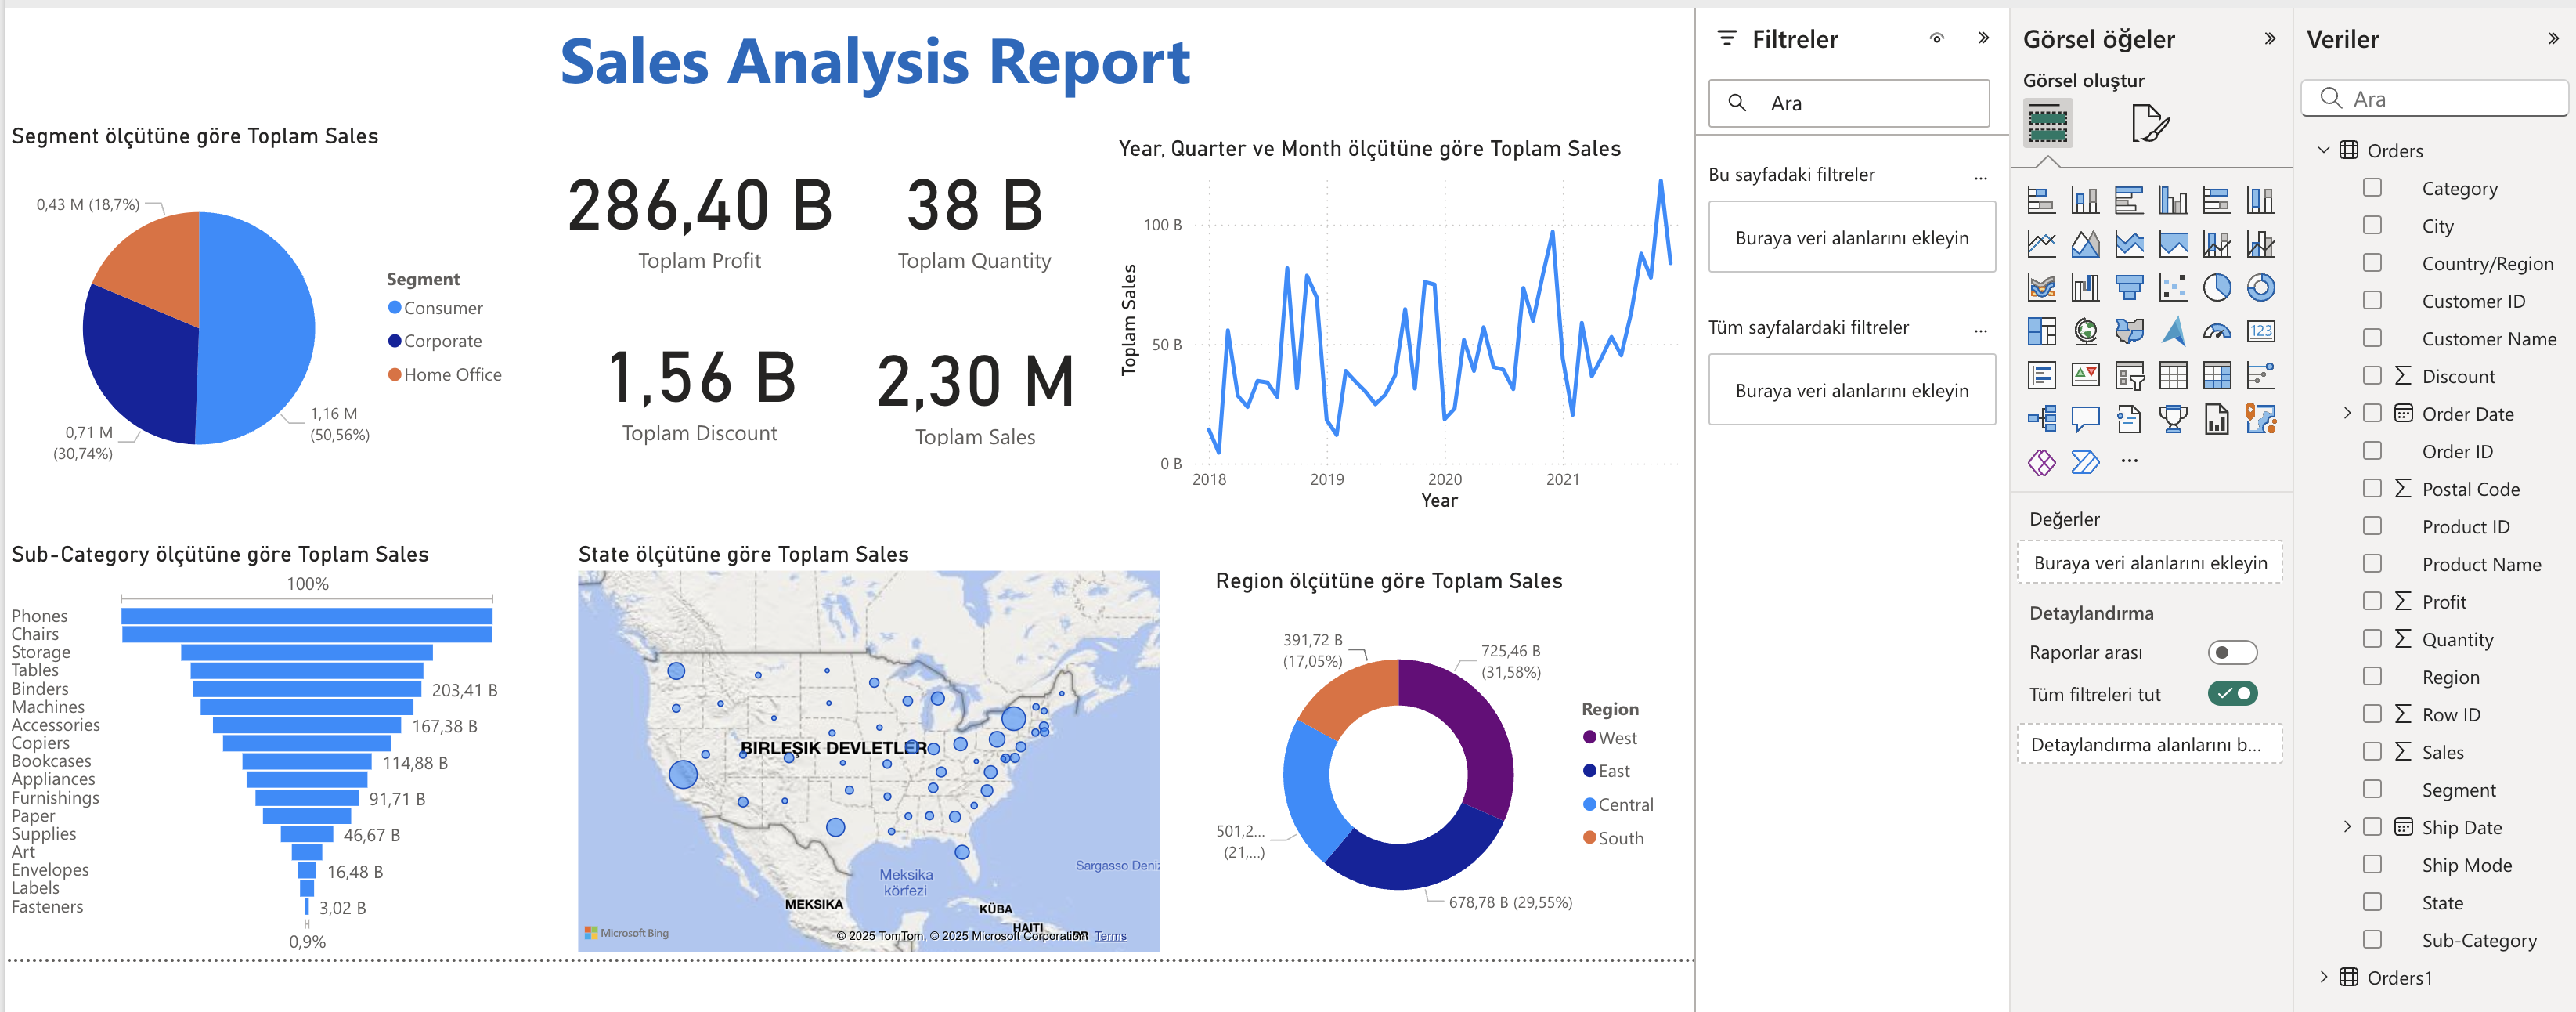 Sales Analysis Report
Segment ölçütüne göre Toplam Sales
0,43 M (18,7%)
0,71 M
(30,74%)
1,16 M
(50,56%)
Segment
Consumer
Corporate
Home Office
286,40 B
Toplam Profit
38 B
Toplam Quantity
1,56 B
Toplam Discount
2,30 M
Toplam Sales
Year, Quarter ve Month ölçütüne göre Toplam Sales
Toplam Sales
100 B
50 B
0 B
2018
2019
2020
2021
Year
Sub-Category ölçütüne göre Toplam Sales
100%
Phones
Chairs
Storage
Tables
Binders
203,41 B
Machines
Accessories
167,38 B
Copiers
Bookcases
114,88 B
Appliances
Furnishings
91,71 B
Paper
Supplies
46,67 B
Art
Envelopes
16,48 B
Labels
Fasteners
3,02 B
0,9%
State ölçütüne göre Toplam Sales
BIRLEŞIK DEVLETLER
Meksika
körfezi
Sargasso Deniz
MEKSIKA
KÜBA
HAITI
PR
Microsoft Bing
© 2025 TomTom, © 2025 Microsoft Corporation
Terms
Region ölçütüne göre Toplam Sales
391,72 B
(17,05%)
725,46 B
(31,58%)
501,2...
(21,...)
678,78 B (29,55%)
Region
West
East
Central
South
Filtreler
Ara
Bu sayfadaki filtreler
...
Buraya veri alanlarını ekleyin
Tüm sayfalardaki filtreler
...
Buraya veri alanlarını ekleyin
Görsel öğeler
Görsel oluştur
123
...
Değerler
Buraya veri alanlarını ekleyin
Detaylandırma
Raporlar arası
Tüm filtreleri tut
Detaylandırma alanlarını b...
Veriler
Ara
Orders
Category
City
Country/Region
Customer ID
Customer Name
Discount
Order Date
Order ID
Postal Code
Product ID
Product Name
Profit
Quantity
Region
Row ID
Sales
Segment
Ship Date
Ship Mode
State
Sub-Category
Orders1